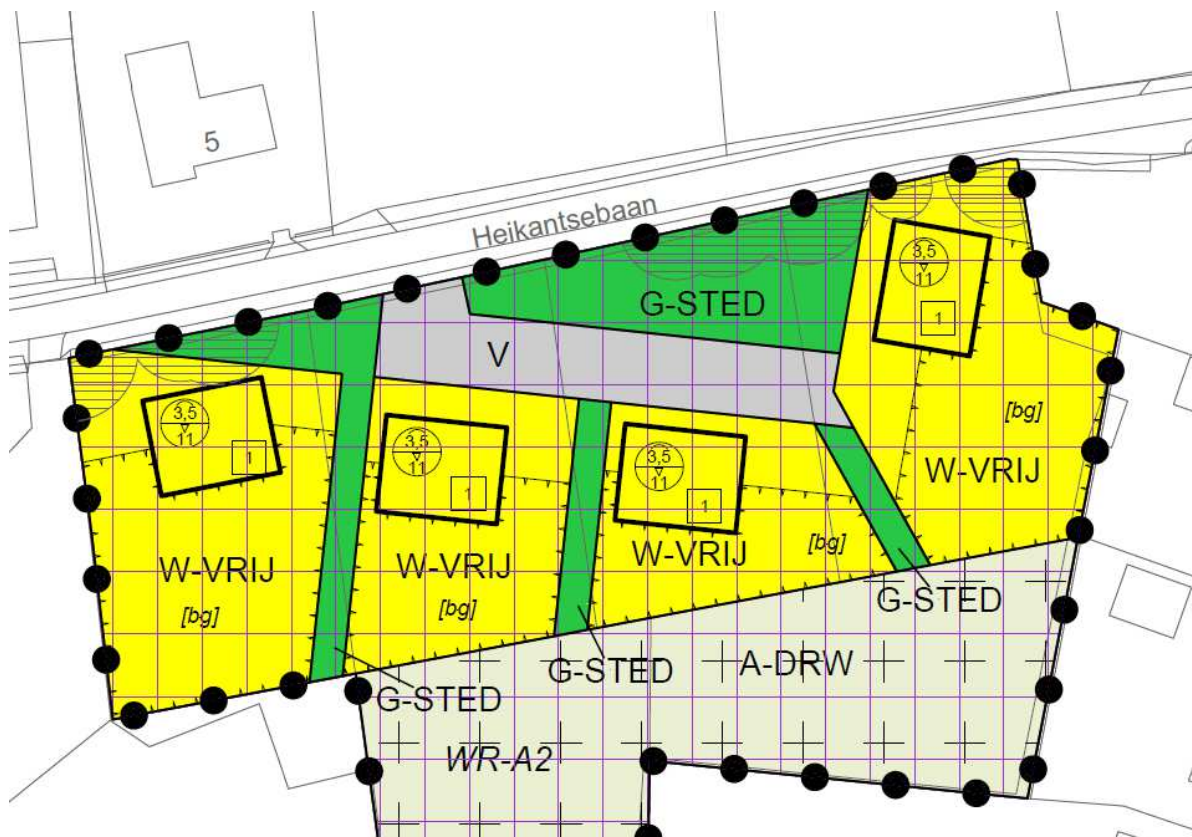 5
Heikantsebaan
3,5
11
1
G-STED
V
3,5
11
1
3,5
11
1
3,5
11
1
[bg]
W-VRIJ
W-VRIJ
[bg]
W-VRIJ
[bg]
W-VRIJ
[bg]
G-STED
G-STED
G-STED
A-DRW
WR-A2